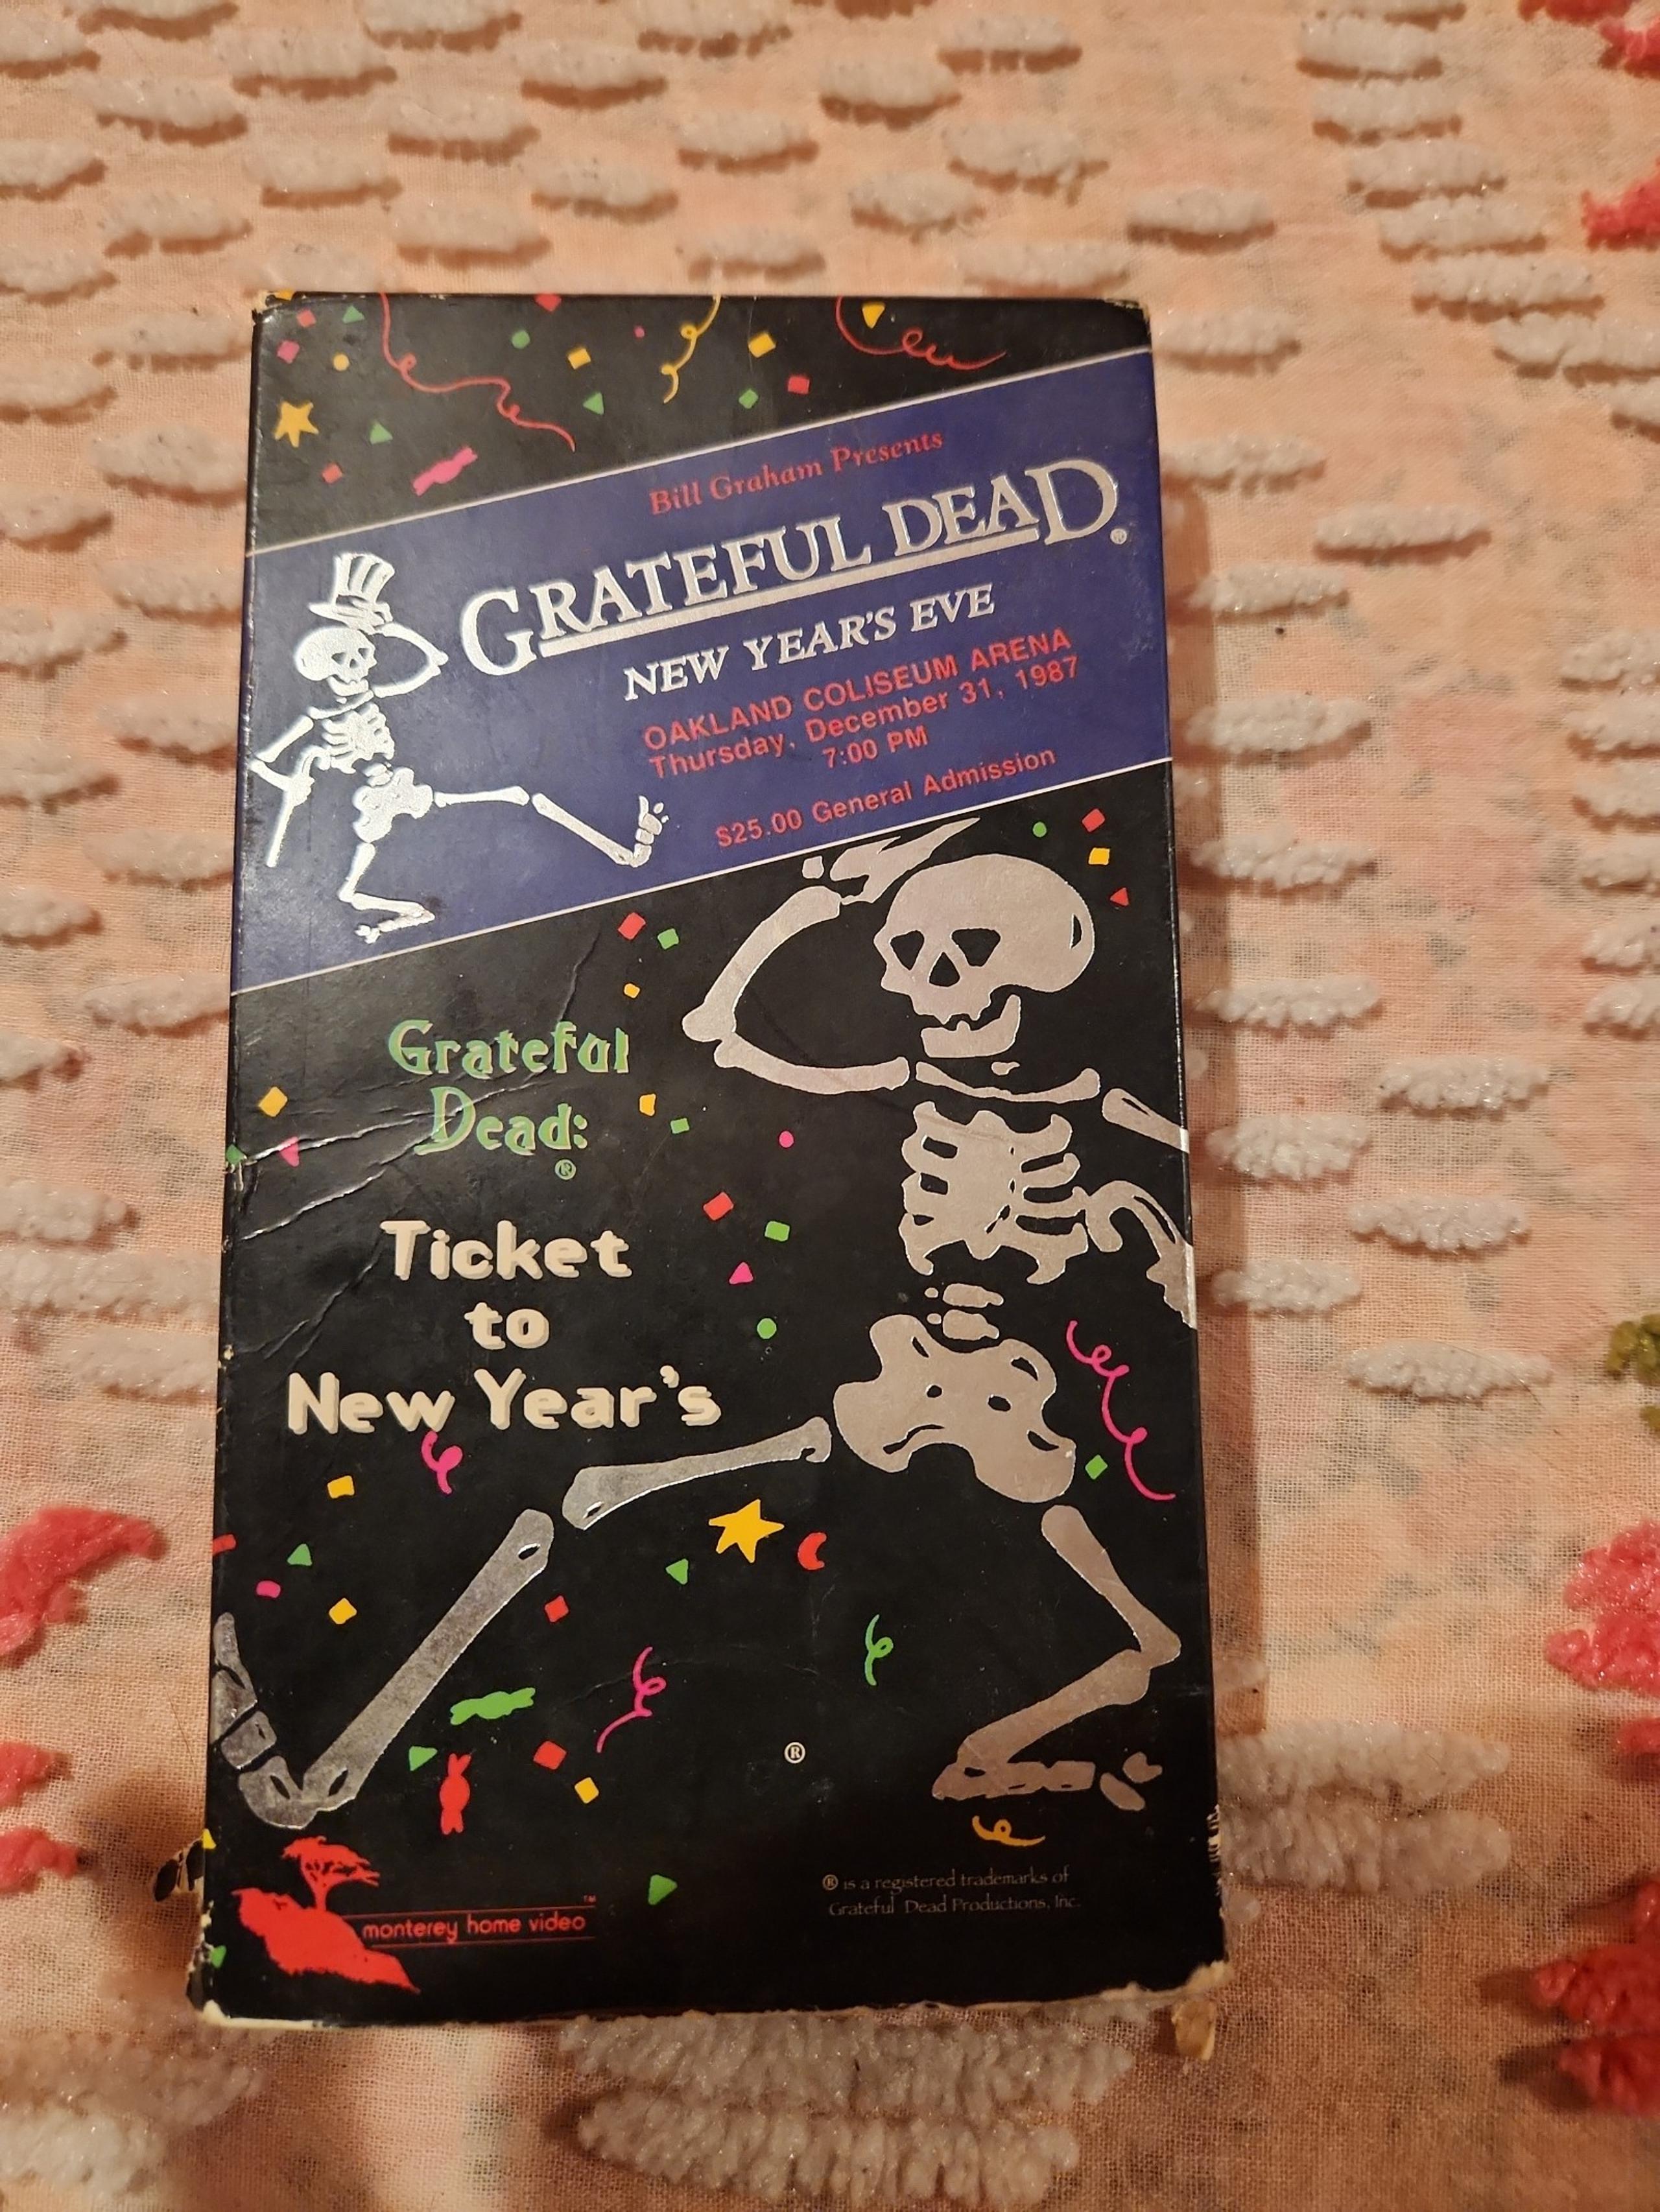 Bill Graham Presents
GRATEFUL DEAD®
NEW YEAR'S EVE
OAKLAND COLISEUM ARENA
Thursday, December 31, 1987
7:00 PM
$25.00 General Admission
Grateful
Dead:
®
Ticket
to
New Year's
®
monterey home video™
® is a registered trademarks of
Grateful Dead Productions, Inc.